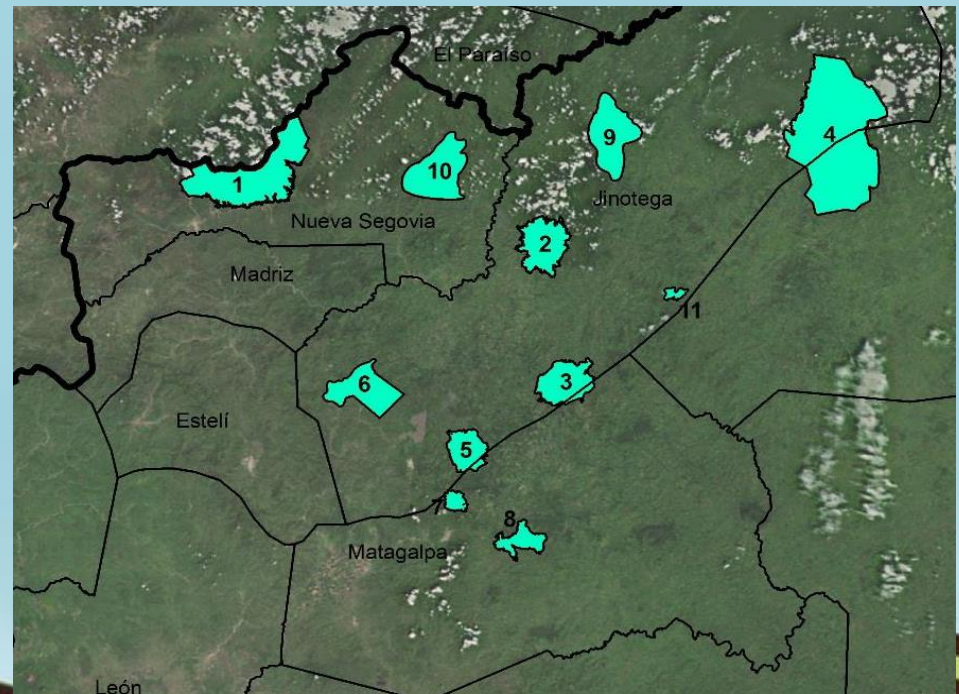 El Paraíso
4
9
1
10
Jinotega
Nueva Segovia
2
Madriz
11
3
6
Estelí
5
7
8
Matagalpa
León